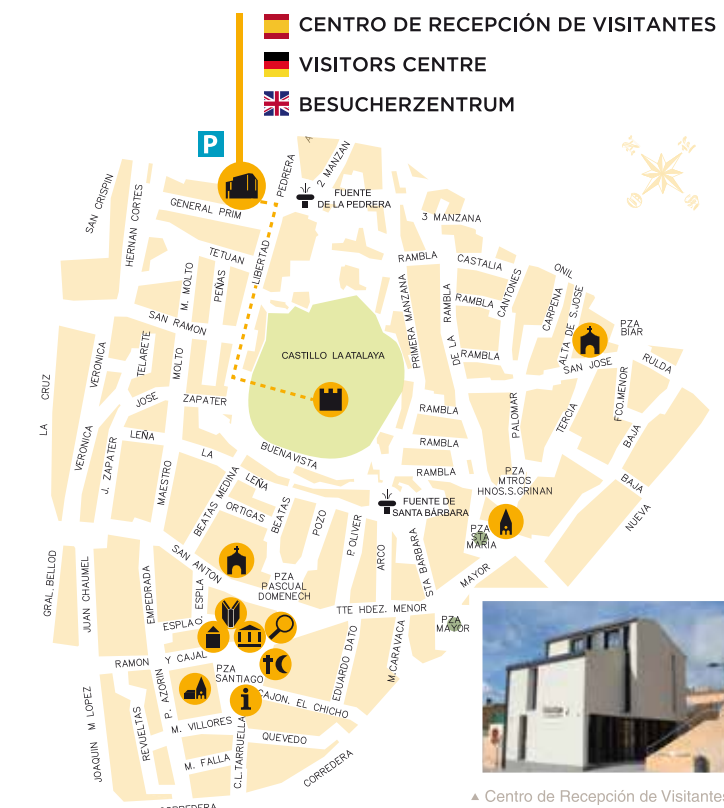 CENTRO DE RECEPCIÓN DE VISITANTES
VISITORS CENTRE
BESUCHERZENTRUM
P
PEDRERA
2 MANZAN
SAN CRISPIN
HERNAN CORTES
FUENTE
DE LA PEDRERA
GENERAL PRIM
3 MANZANA
TETUAN
LIBERTAD
RAMBLA
CASTALIA
ONIL
M. MOLTO
PEÑAS
PRIMERA MANZANA
RAMBLA
RAMBLA
CANTONES
CARPENA
ALTA DE S.JOSE
PZA
BIAR
SAN RAMON
DE LA
RAMBLA
SAN JOSE
RULDA
CASTILLO LA ATALAYA
VERONICA
TELARETE
MOLTO
LA CRUZ
JOSE
ZAPATER
RAMBLA
PALOMAR
TERCIA
FCO.MENOR
BAJA
VERONICA
J. ZAPATER
LEÑA
LA
LEÑA
BUENAVISTA
RAMBLA
RAMBLA
MAESTRO
BEATAS MEDINA
ORTIGAS
BEATAS
POZO
P. OLIVER
PZA
MTROS
HNOS.S.GRINAN
BAJA
NUEVA
FUENTE DE
SANTA BÁRBARA
PZA
STA
MARIA
GRAL. BELLOD
JUAN CHAUMEL
EMPEDRADA
SAN ANTON
ARCO
STA BARBARA
MAYOR
PZA
PASCUAL
DOMENECH
O. ESPLA
ESPLA
TTE HDEZ. MENOR
PZA
MAYOR
RAMON
Y CAJAL
PZA
SANTIAGO
EDUARDO DATO
M.CARAVACA
CAJON. EL CHICHO
JOAQUIN M LOPEZ
REVUELTAS
P. AZORIN
M. VILLORES
M. FALLA
C.L. TARRUELLA
QUEVEDO
CORREDERA
CORREDERA
Centro de Recepción de Visitantes